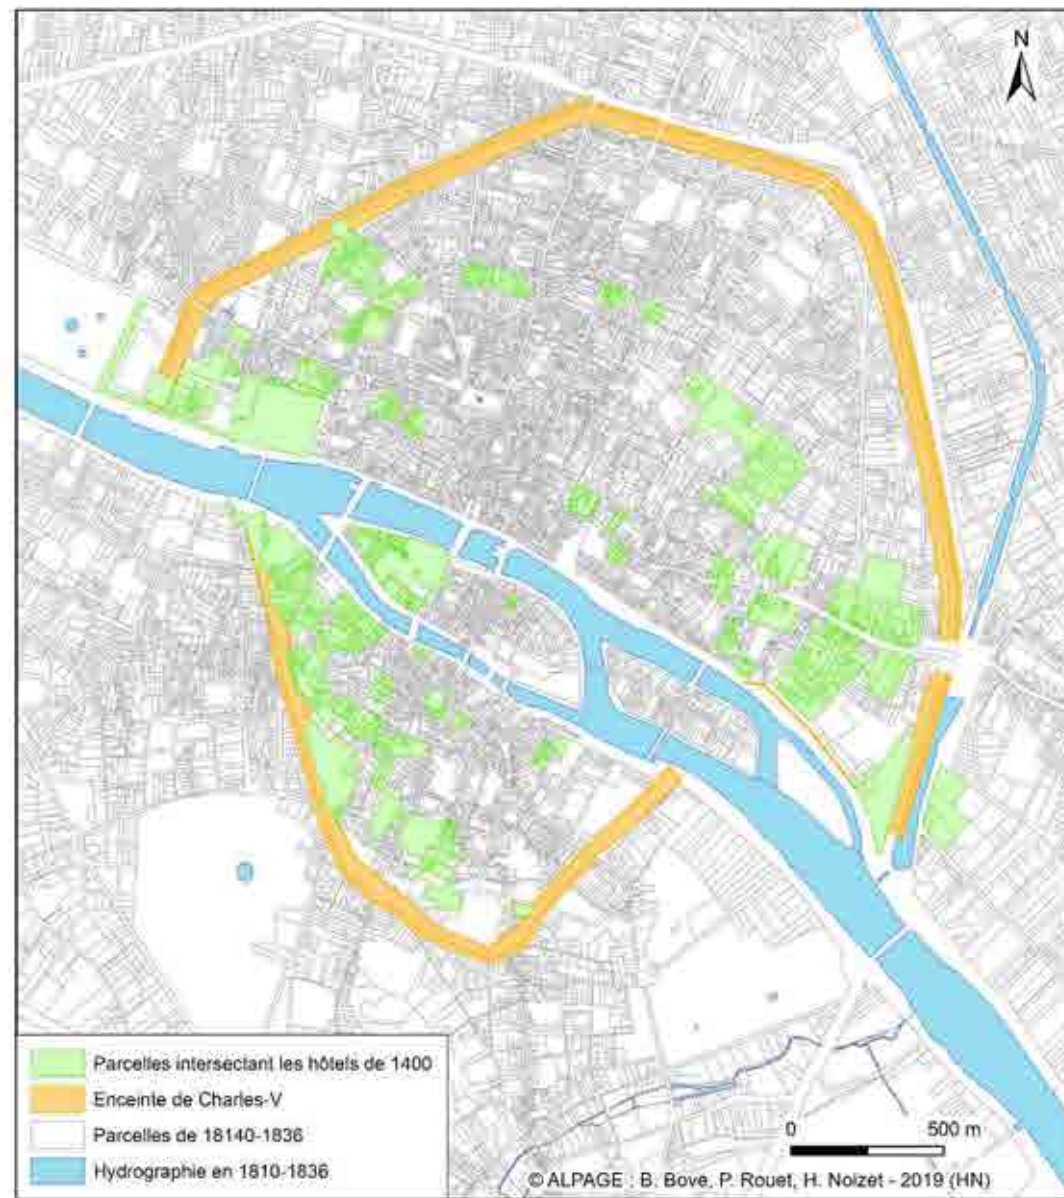 N
Parcelles intersectant les hôtels de 1400
Enceinte de Charles-V
Parcelles de 18140-1836
Hydrographie en 1810-1836
0 500 m
© ALPAGE : B. Bove, P. Rouet, H. Noizet - 2019 (HN)